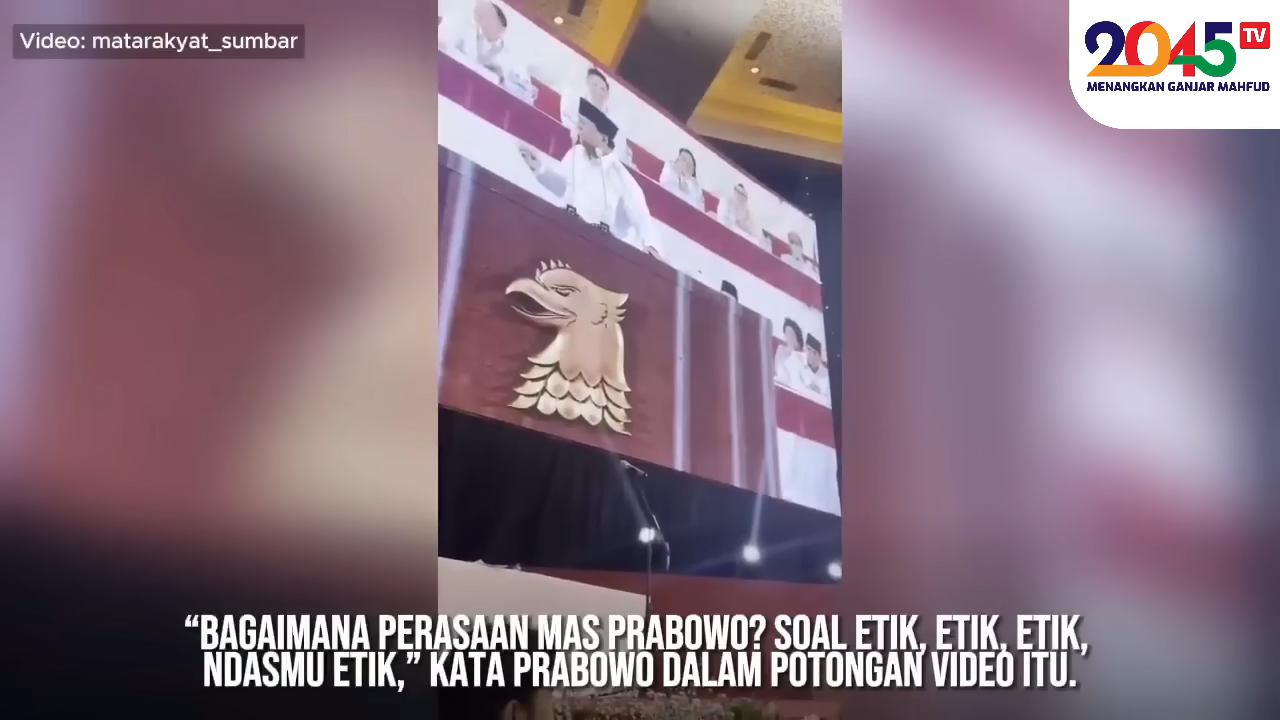 Video: matarakyat_sumbar
2045 TV
MENANGKAN GANJAR MAHFUD
“BAGAIMANA PERASAAN MAS PRABOWO? SOAL ETIK, ETIK, ETIK,
NDASMU ETIK,” KATA PRABOWO DALAM POTONGAN VIDEO ITU.